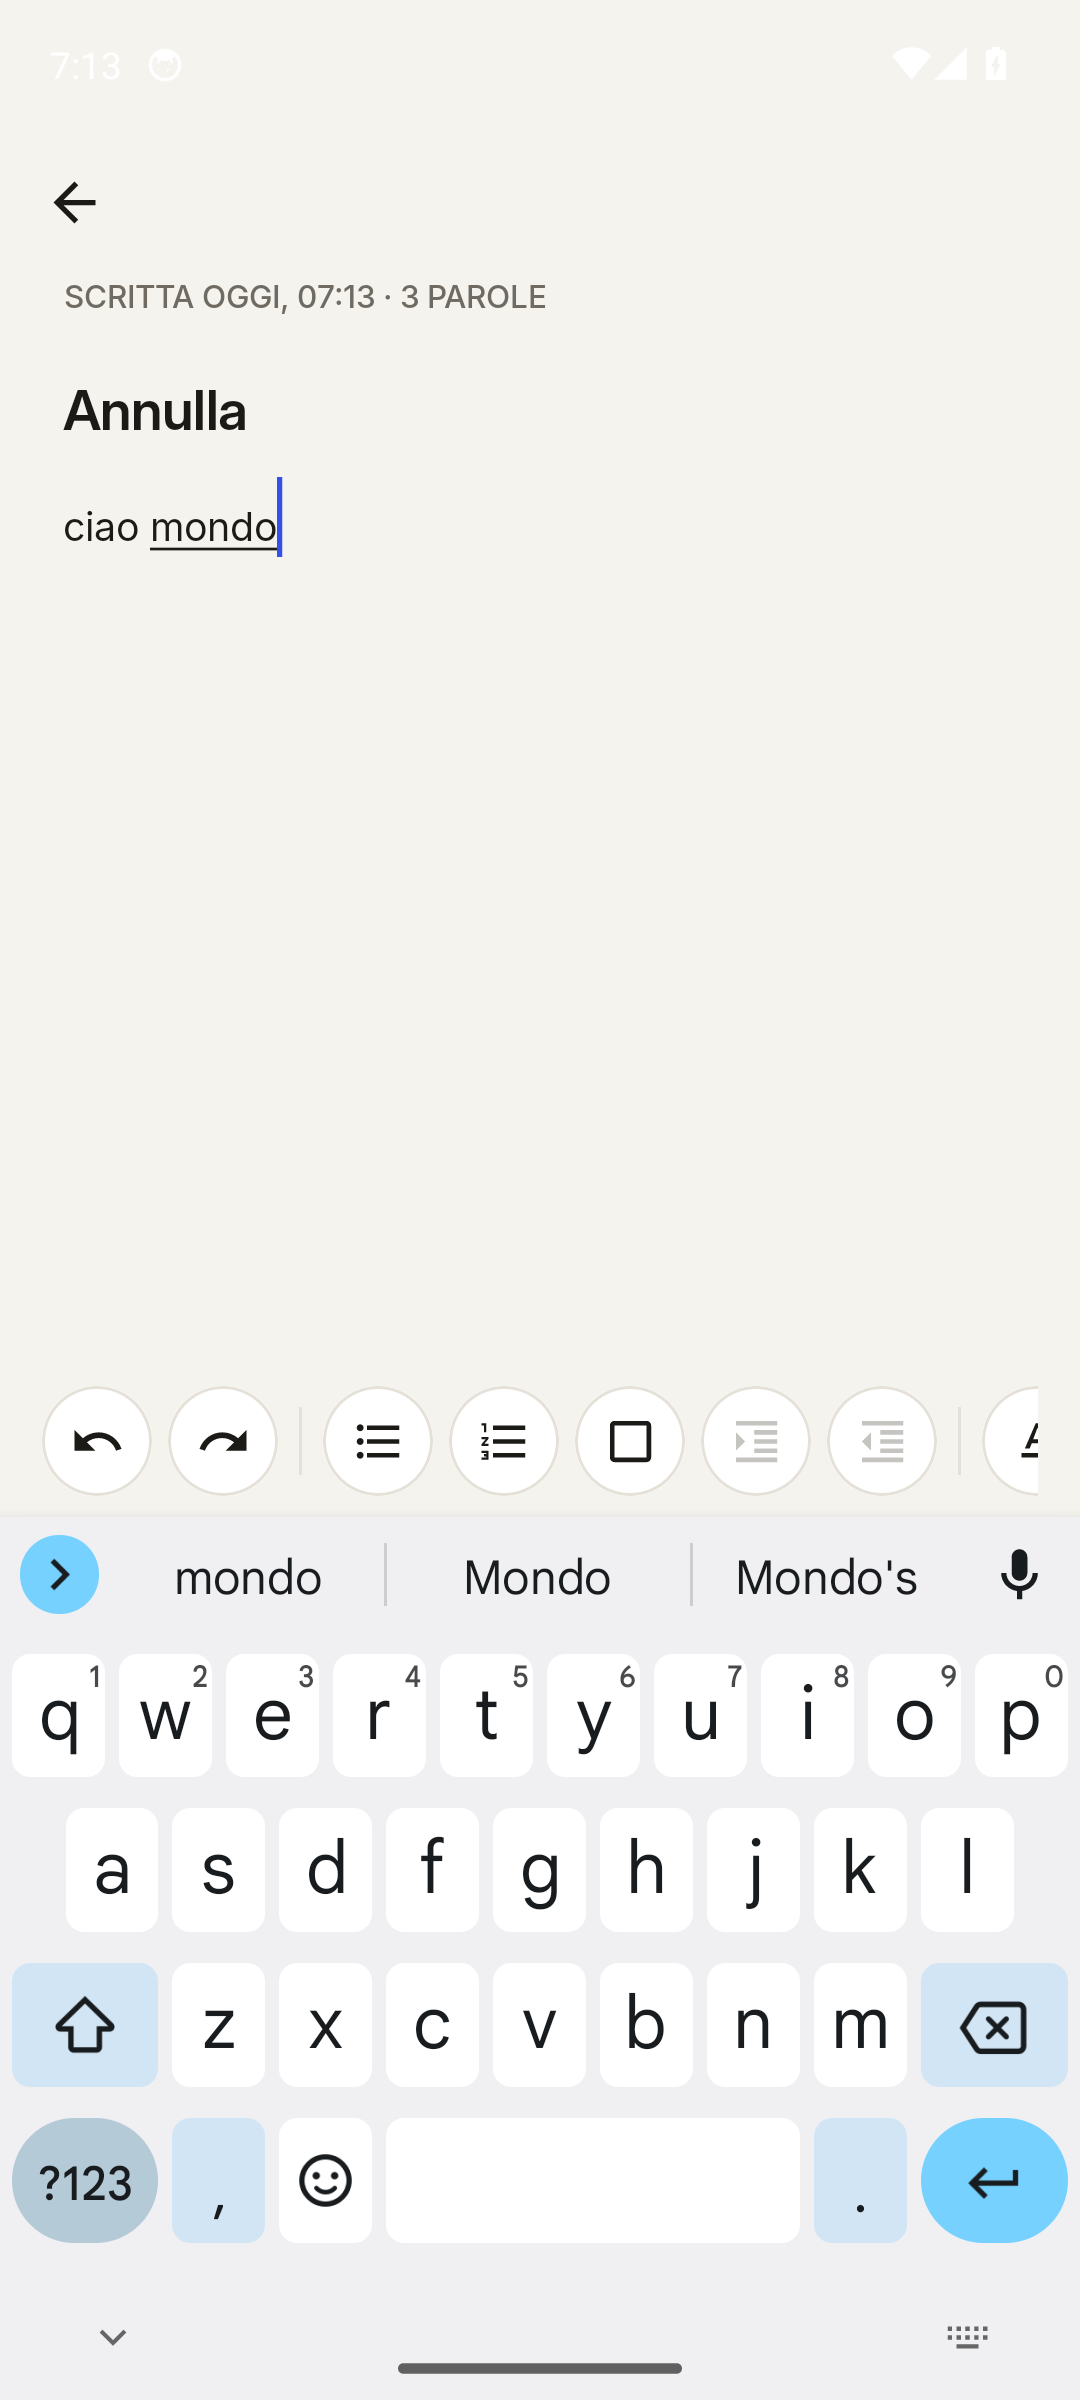 7:13
SCRITTA OGGI, 07:13 · 3 PAROLE
Annulla
ciao mondo
mondo Mondo Mondo's
q 1 w 2 e 3 r 4 t 5 y 6 u 7 i 8 o 9 p 0
a s d f g h j k l
z x c v b n m
?123 , .